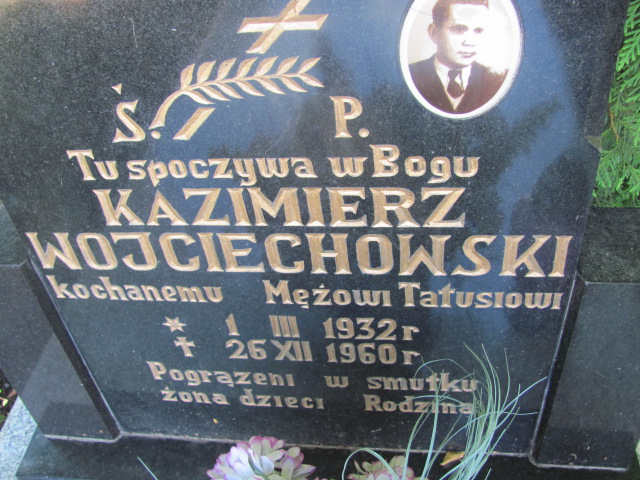 Ś. P.
Tu spoczywa w Bogu
KAZIMIERZ
WOJCIECHOWSKI
kochanemu Mężowi Tatusiowi
* 1 III 1932 r
† 26 XII 1960 r
Pogrążeni w smutku
żona dzieci Rodzina